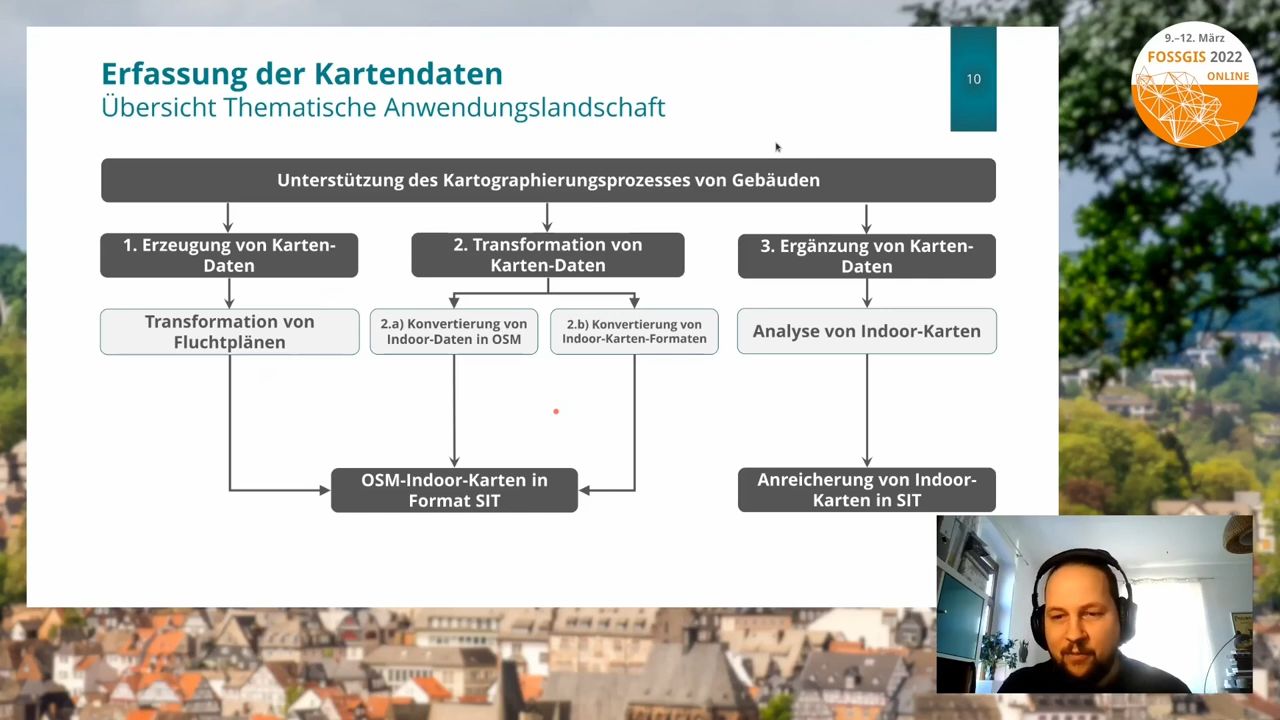 Erfassung der Kartendaten
Übersicht Thematische Anwendungslandschaft
10
9.–12. März
FOSSGIS 2022
ONLINE
Unterstützung des Kartographierungsprozesses von Gebäuden
1. Erzeugung von Karten-
Daten
2. Transformation von
Karten-Daten
3. Ergänzung von Karten-
Daten
Transformation von
Fluchtplänen
2.a) Konvertierung von
Indoor-Daten in OSM
2.b) Konvertierung von
Indoor-Karten-Formaten
Analyse von Indoor-Karten
OSM-Indoor-Karten in
Format SIT
Anreicherung von Indoor-
Karten in SIT